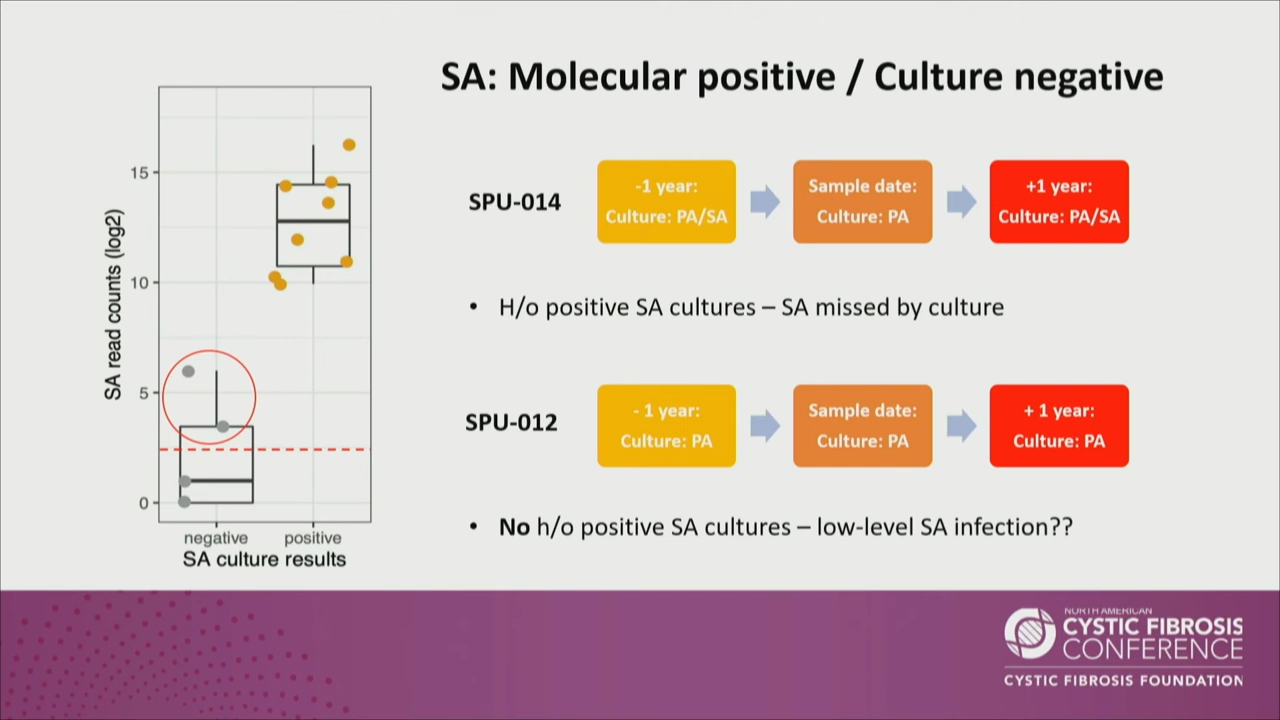 SA: Molecular positive / Culture negative
SA read counts (log2)
15
10
5
0
negative
positive
SA culture results
SPU-014
-1 year:
Culture: PA/SA
Sample date:
Culture: PA
+1 year:
Culture: PA/SA
• H/o positive SA cultures – SA missed by culture
SPU-012
- 1 year:
Culture: PA
Sample date:
Culture: PA
+ 1 year:
Culture: PA
• No h/o positive SA cultures – low-level SA infection??
NORTH AMERICAN
CYSTIC FIBROSIS
CONFERENCE
CYSTIC FIBROSIS FOUNDATION